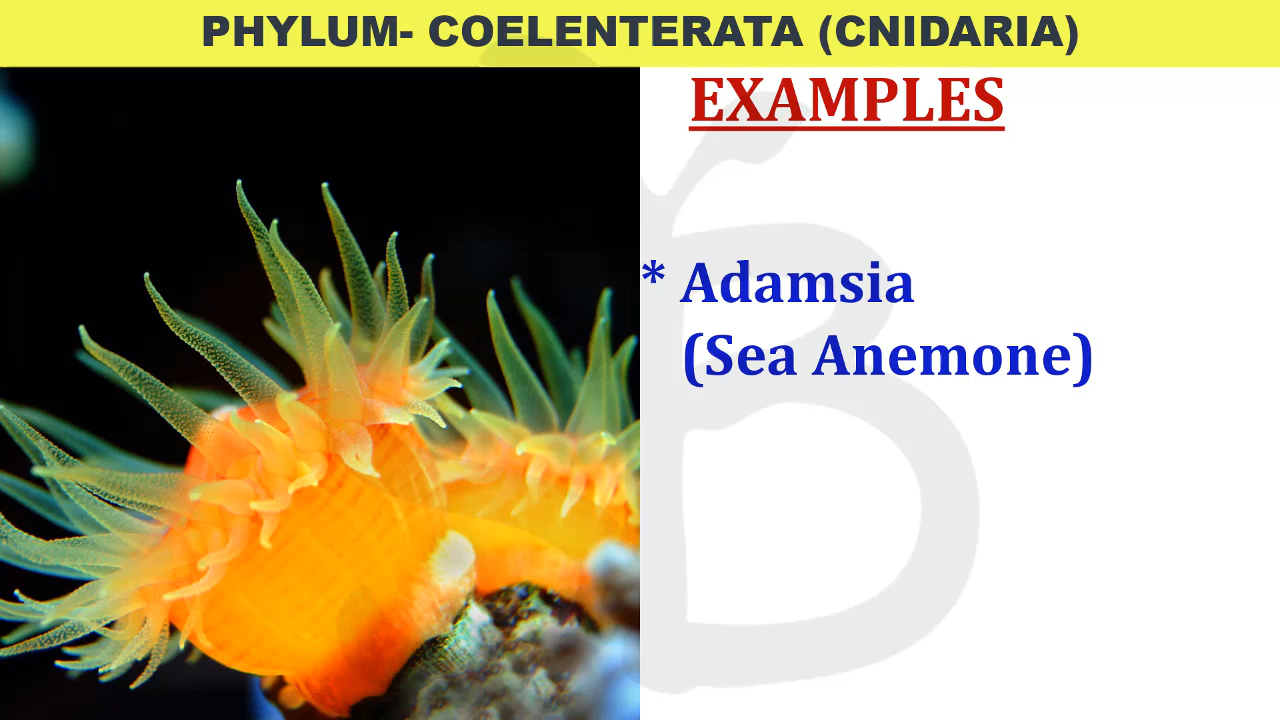 PHYLUM- COELENTERATA (CNIDARIA)
EXAMPLES
* Adamsia
(Sea Anemone)